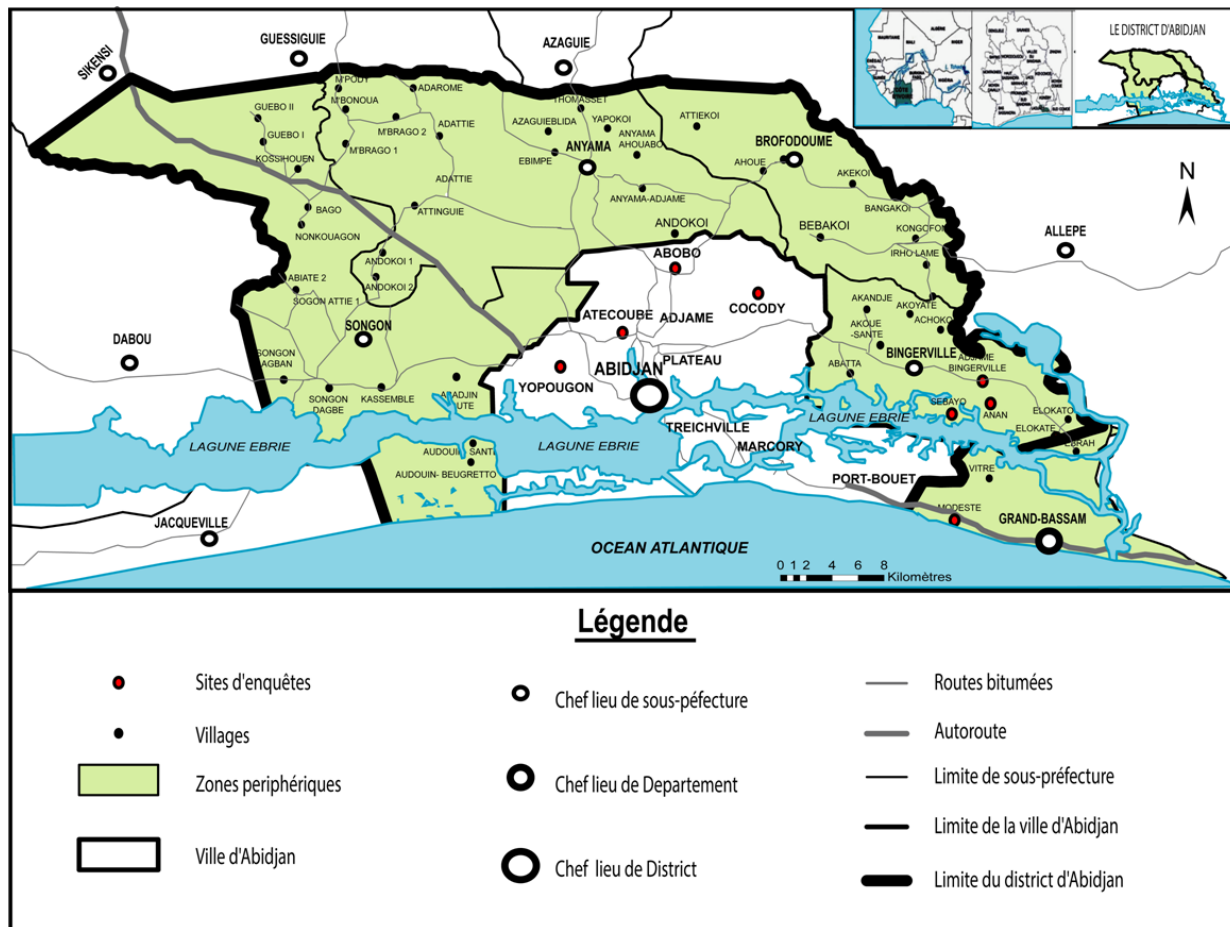 GUESSIGUIE
AZAGUIE
SIKENSI
LE DISTRICT D'ABIDJAN
MAURITANIE
MALI
ALGÉRIE
NIGER
M'PODY
ADAROME
GUEBO II
M'BONOUA
M'BRAGO 2
THOMASSET
AZAGUIEBLIDA
YAPOKOI
ATTIEKOI
GUEBO I
ADATTIE
ANYAMA
AHOUABO
BROFODOUME
KOSSIHOUEN
M'BRAGO 1
EBIMPE
ANYAMA
AHOUE
ADATTIE
AKEKOI
N
BAGO
ATTINGUIE
ANYAMA-ADJAME
BANGAKOI
NONKOUAGON
ANDOKOI
BEBAKOI
KONGOFON
ALLEPE
ABOBO
IRHO LAME
ANDOKOI 1
ABIATE 2
ANDOKOI 2
SOGON ATTIE 1
COCODY
AKANDJE
AKOYATE
ATECOUBE
ADJAME
ACHOKO
SONGON
AKOUE
-SANTE
DABOU
BINGERVILLE
SONGON
AGBAN
PLATEAU
ADJAME
BINGERVILLE
ABIDJAN
ABATTA
YOPOUGON
SONGON
DAGBE
KASSEMBLE
SEBAYO
ANAN
ELOKATO
LAGUNE EBRIE
ELOKATE
TREICHVILLE
LAGUNE EBRIE
LAGUNE EBRIE
MARCORY
EBRAH
AUDOUIN SANTE
AUDOUIN- BEUGRETTO
VITRE
PORT-BOUET
MODESTE
JACQUEVILLE
GRAND-BASSAM
OCEAN ATLANTIQUE
0 1 2 4 6 8
Kilomètres
Légende
Sites d'enquêtes
Villages
Zones periphériques
Ville d'Abidjan
Chef lieu de sous-péfecture
Chef lieu de Departement
Chef lieu de District
Routes bitumées
Autoroute
Limite de sous-préfecture
Limite de la ville d'Abidjan
Limite du district d'Abidjan